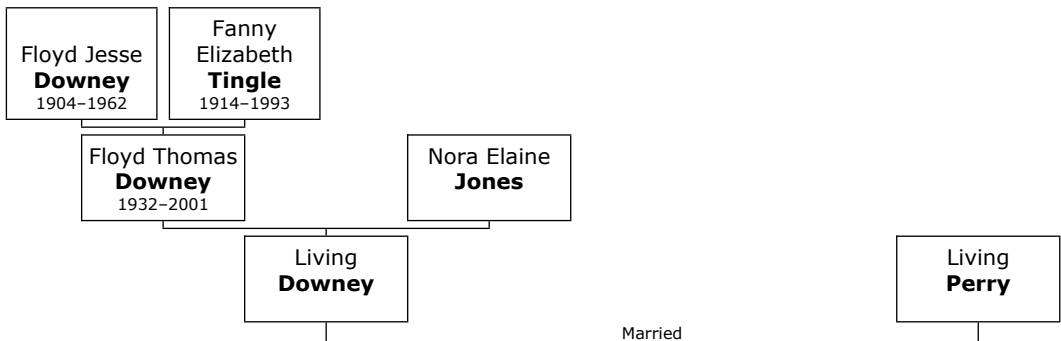 Floyd Jesse
Downey
1904–1962
Fanny
Elizabeth
Tingle
1914–1993
Floyd Thomas
Downey
1932–2001
Nora Elaine
Jones
Living
Downey
Living
Perry
Married